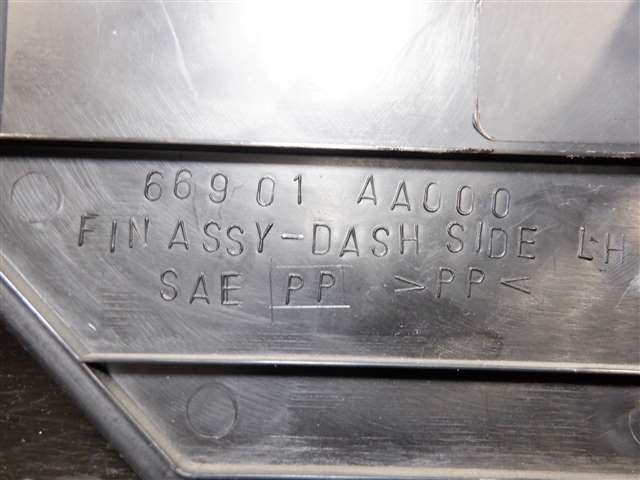 66901 AA000
FIN ASSY-DASH SIDE LH
SAE PP >PP<